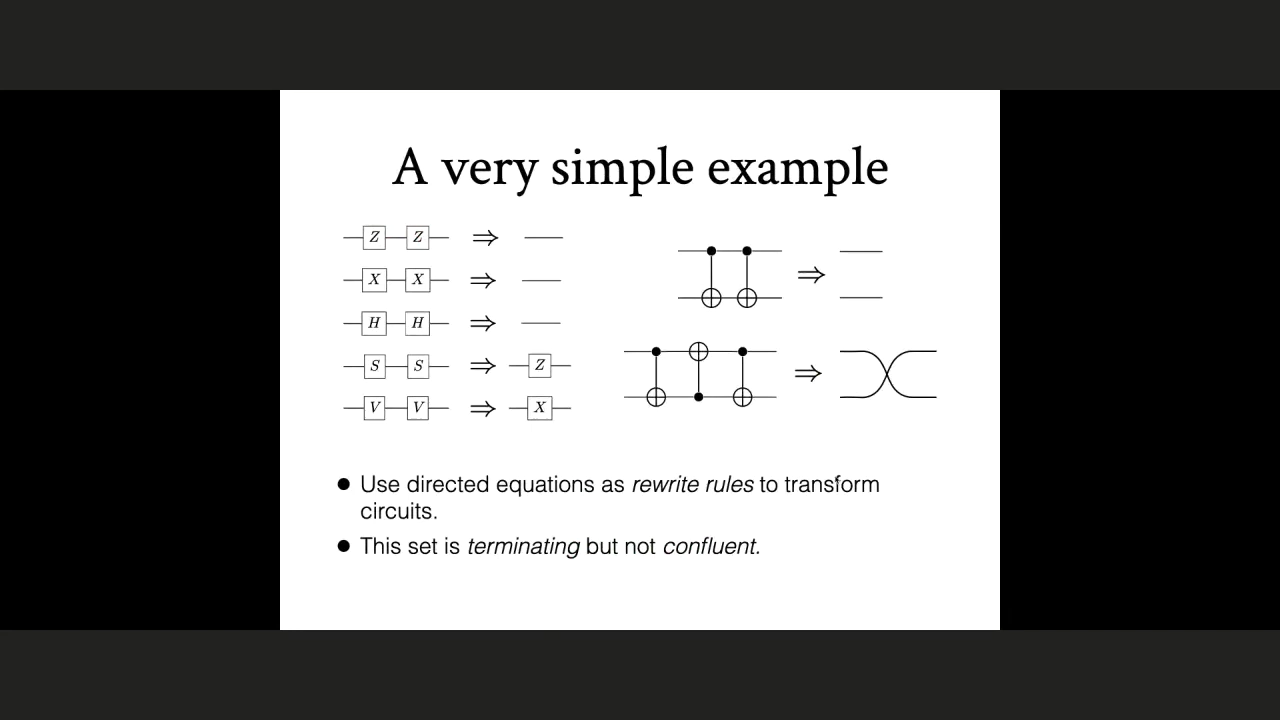 A very simple example
Z Z ⇒
X X ⇒
H H ⇒
S S ⇒ Z
V V ⇒ X
⇒
⇒
● Use directed equations as rewrite rules to transform
circuits.
● This set is terminating but not confluent.